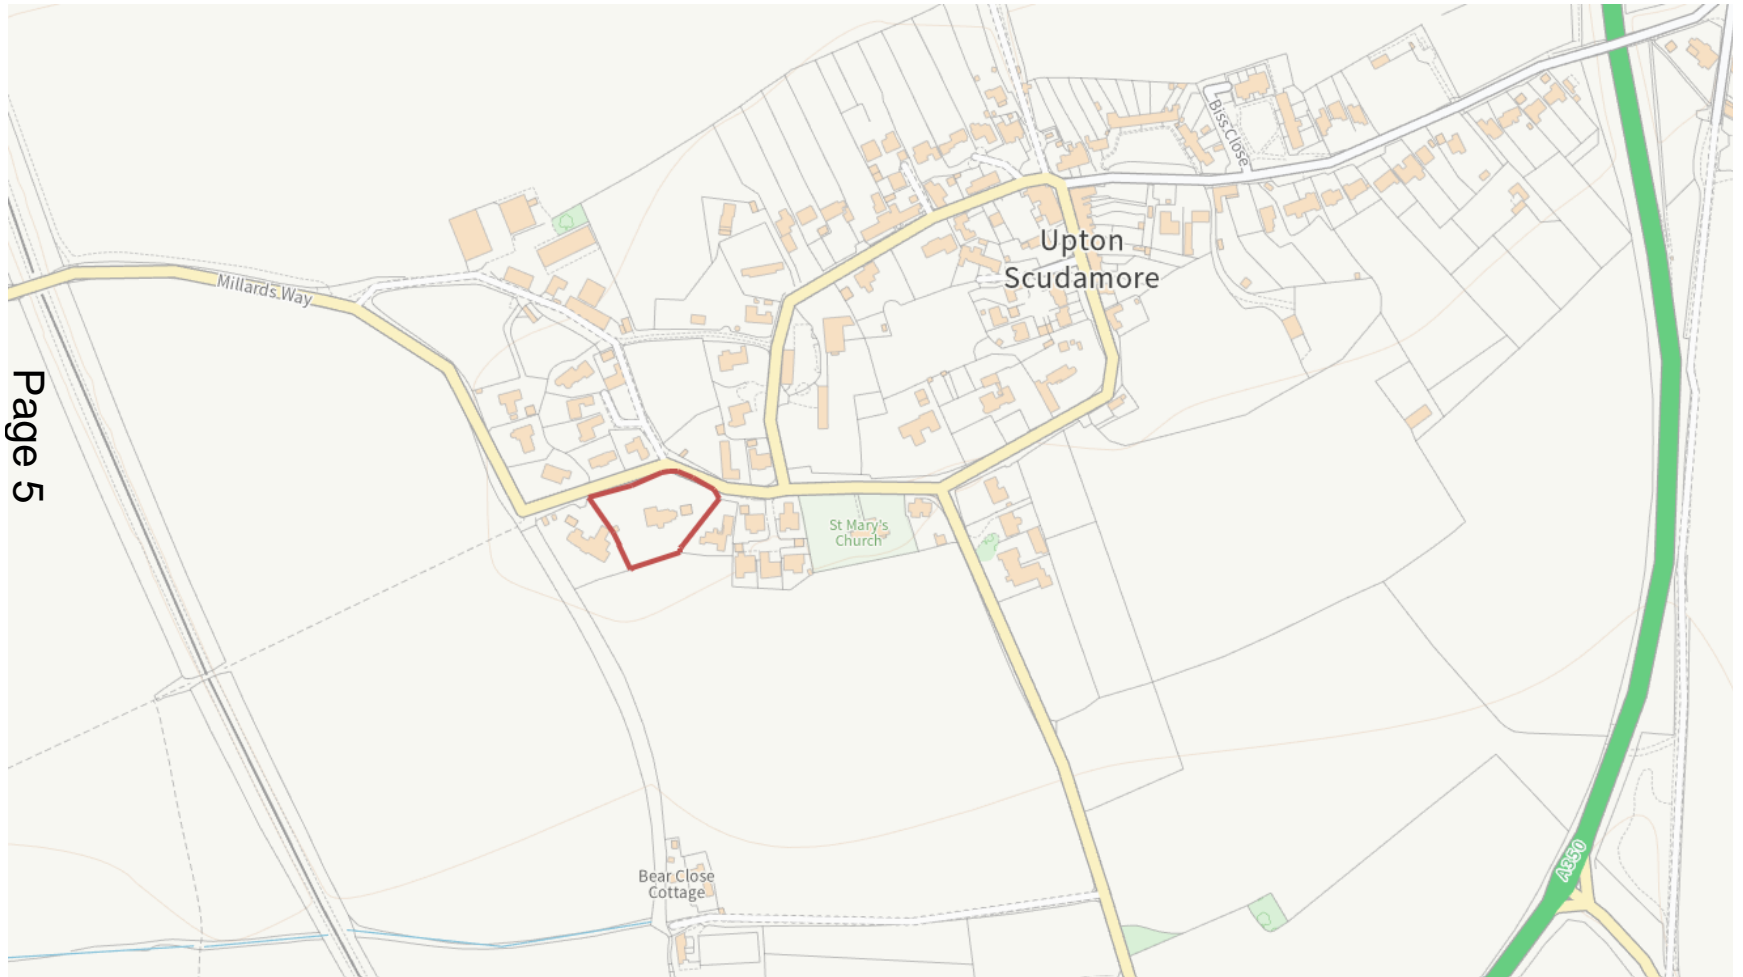 Biss Close
Upton
Scudamore
Millards Way
Page 5
St Mary's
Church
A350
Bear Close
Cottage